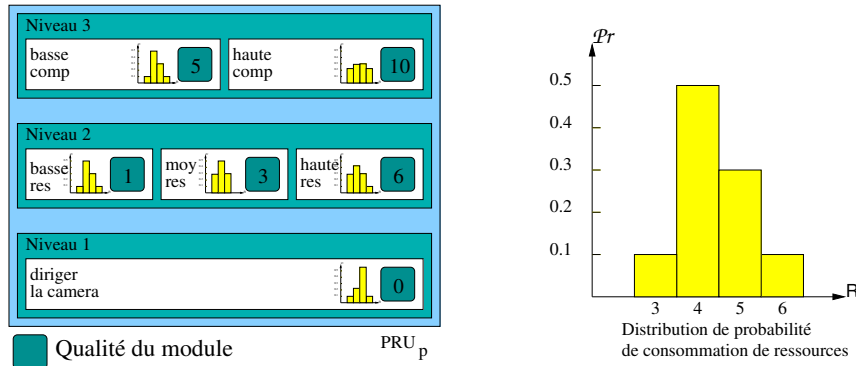 Niveau 3
basse
comp
5
haute
comp
10
Niveau 2
basse
res
1
moy
res
3
haute
res
6
Niveau 1
diriger
la camera
0
Qualité du module
PRU p
Pr
0.5
0.3
0.2
0.1
3 4 5 6
R
Distribution de probabilité
de consommation de ressources